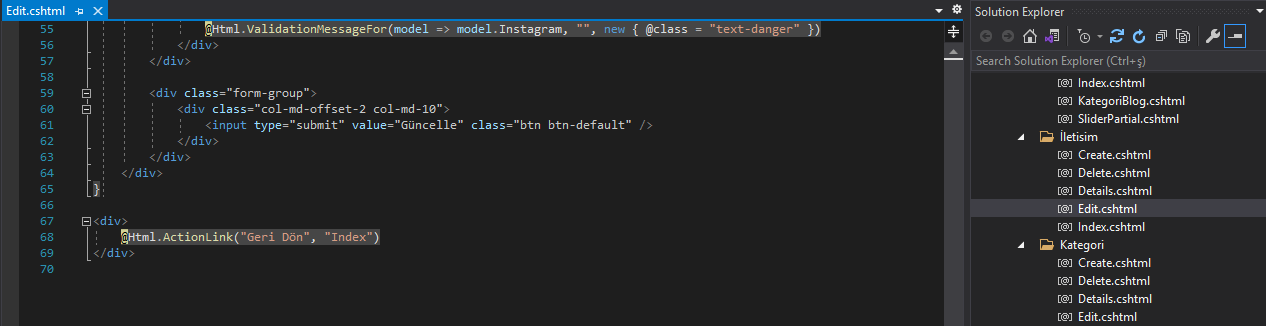 Edit.cshtml
55 @Html.ValidationMessageFor(model => model.Instagram, "", new { @class = "text-danger" })
56 </div>
57 </div>
58
59 <div class="form-group">
60 <div class="col-md-offset-2 col-md-10">
61 <input type="submit" value="Güncelle" class="btn btn-default" />
62 </div>
63 </div>
64 </div>
65 }
66
67 <div>
68 @Html.ActionLink("Geri Dön", "Index")
69 </div>
70
Solution Explorer
Search Solution Explorer (Ctrl+ş)
Index.cshtml
KategoriBlog.cshtml
SliderPartial.cshtml
İletisim
Create.cshtml
Delete.cshtml
Details.cshtml
Edit.cshtml
Index.cshtml
Kategori
Create.cshtml
Delete.cshtml
Details.cshtml
Edit.cshtml